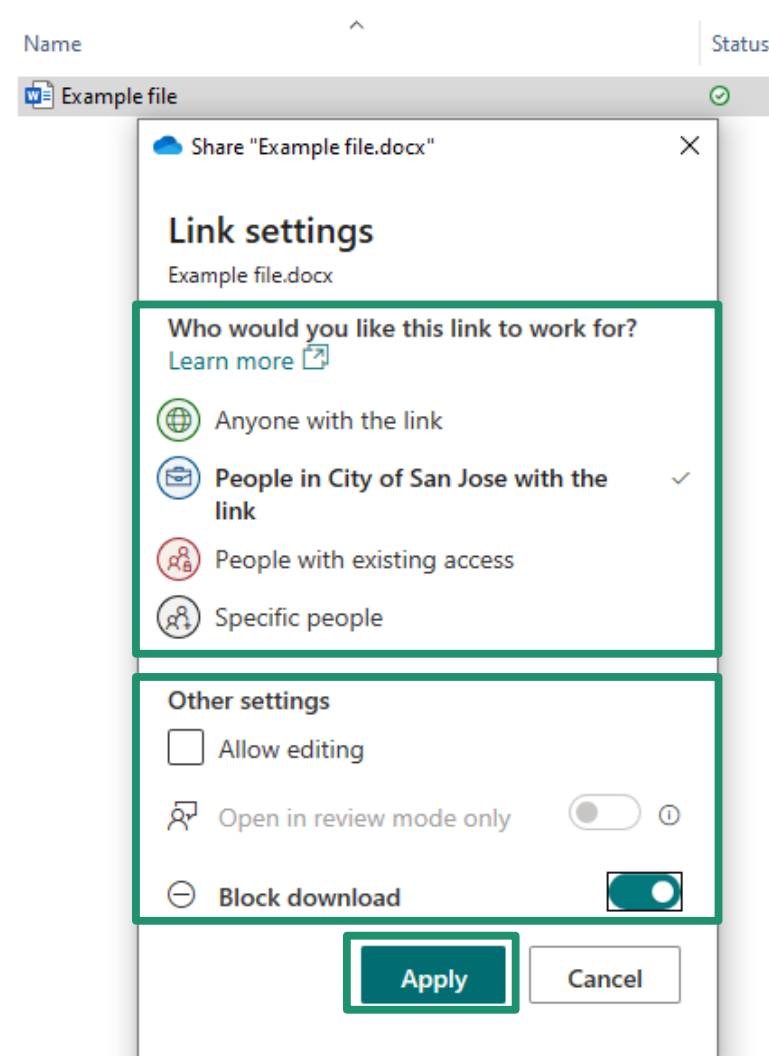 Name
Status
Example file
Share "Example file.docx"
Link settings
Example file.docx
Who would you like this link to work for?
Learn more
Anyone with the link
People in City of San Jose with the
link
People with existing access
Specific people
Other settings
Allow editing
Open in review mode only
Block download
Apply
Cancel